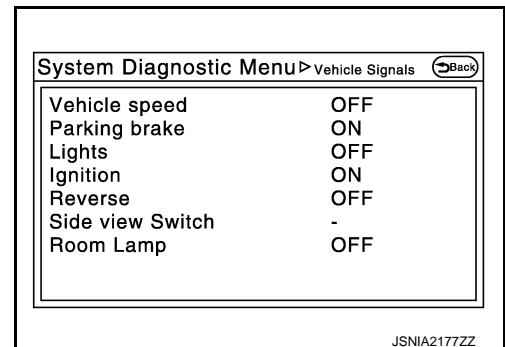 System Diagnostic Menu▷Vehicle Signals Back
Vehicle speed OFF
Parking brake ON
Lights OFF
Ignition ON
Reverse OFF
Side view Switch -
Room Lamp OFF
JSNIA2177ZZ